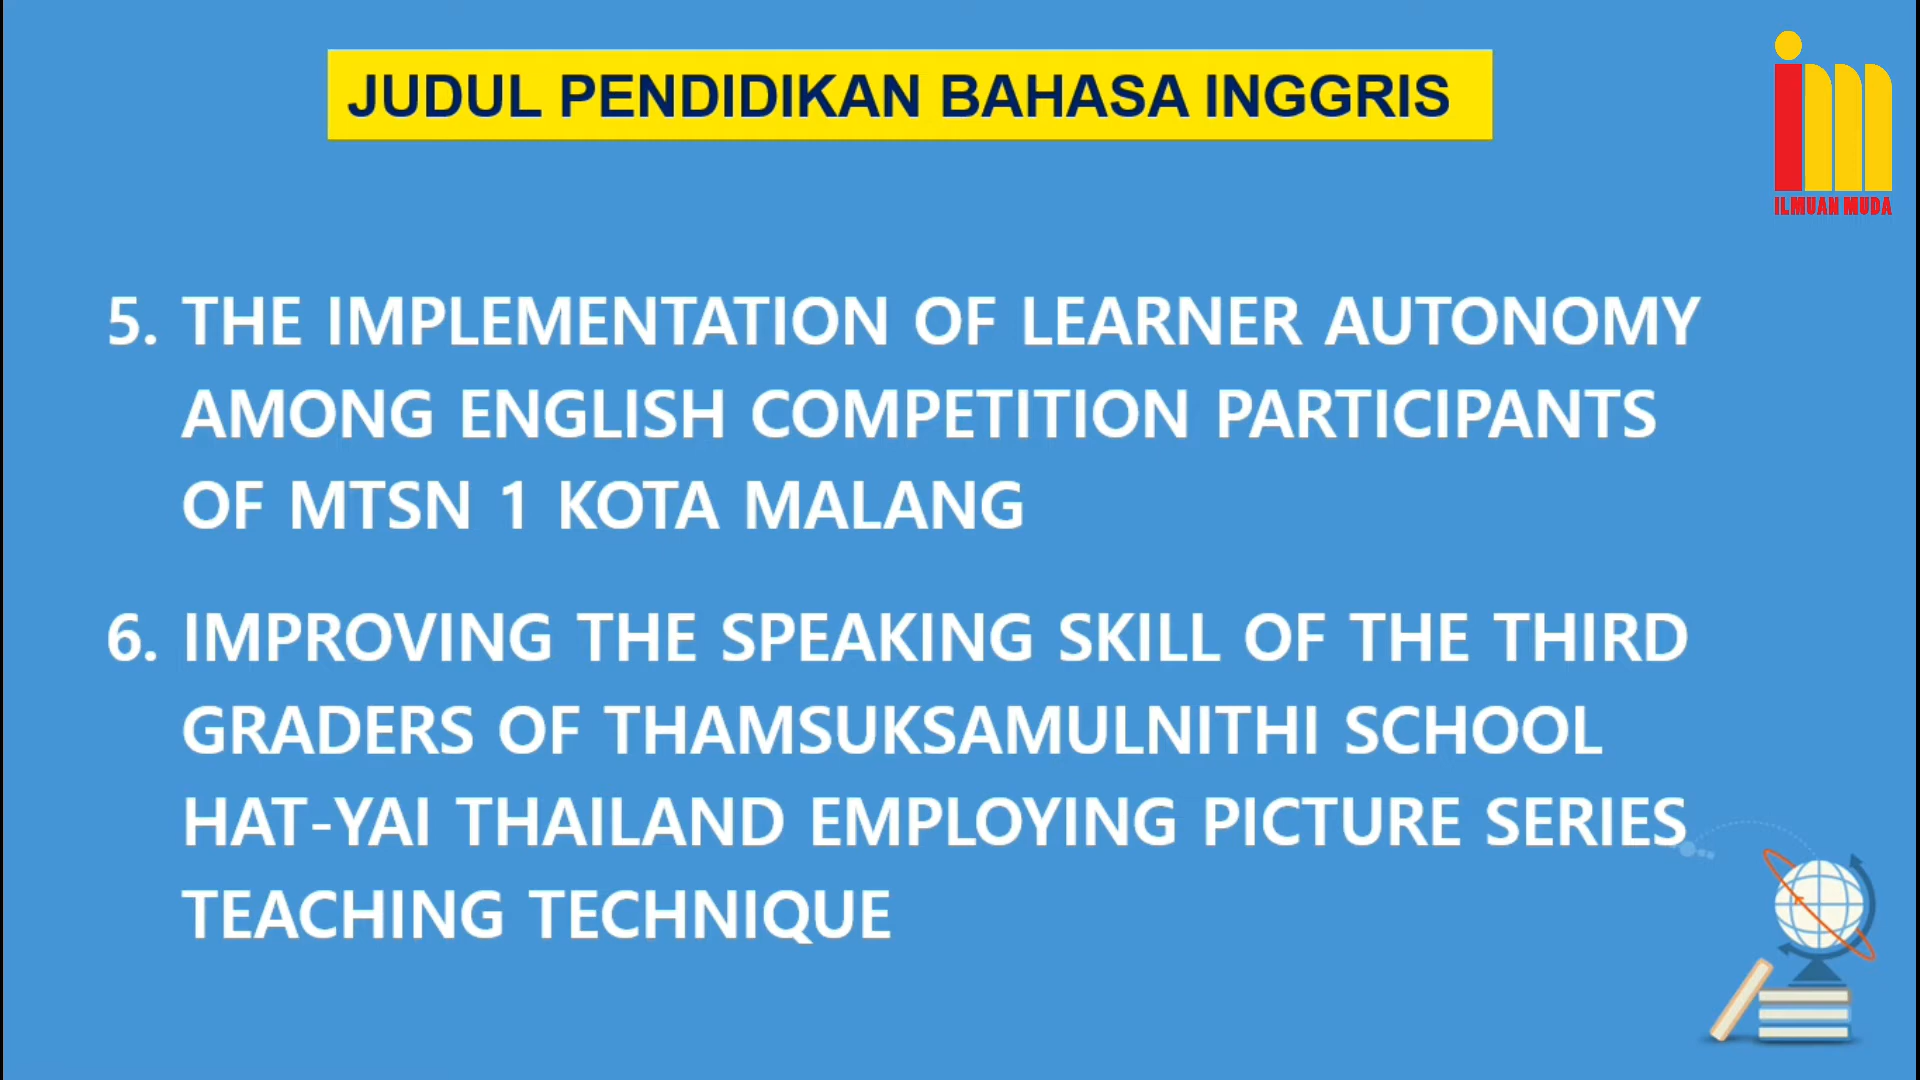 JUDUL PENDIDIKAN BAHASA INGGRIS
ILMUAN MUDA
5. THE IMPLEMENTATION OF LEARNER AUTONOMY
AMONG ENGLISH COMPETITION PARTICIPANTS
OF MTSN 1 KOTA MALANG
6. IMPROVING THE SPEAKING SKILL OF THE THIRD
GRADERS OF THAMSUKSAMULNITHI SCHOOL
HAT-YAI THAILAND EMPLOYING PICTURE SERIES
TEACHING TECHNIQUE